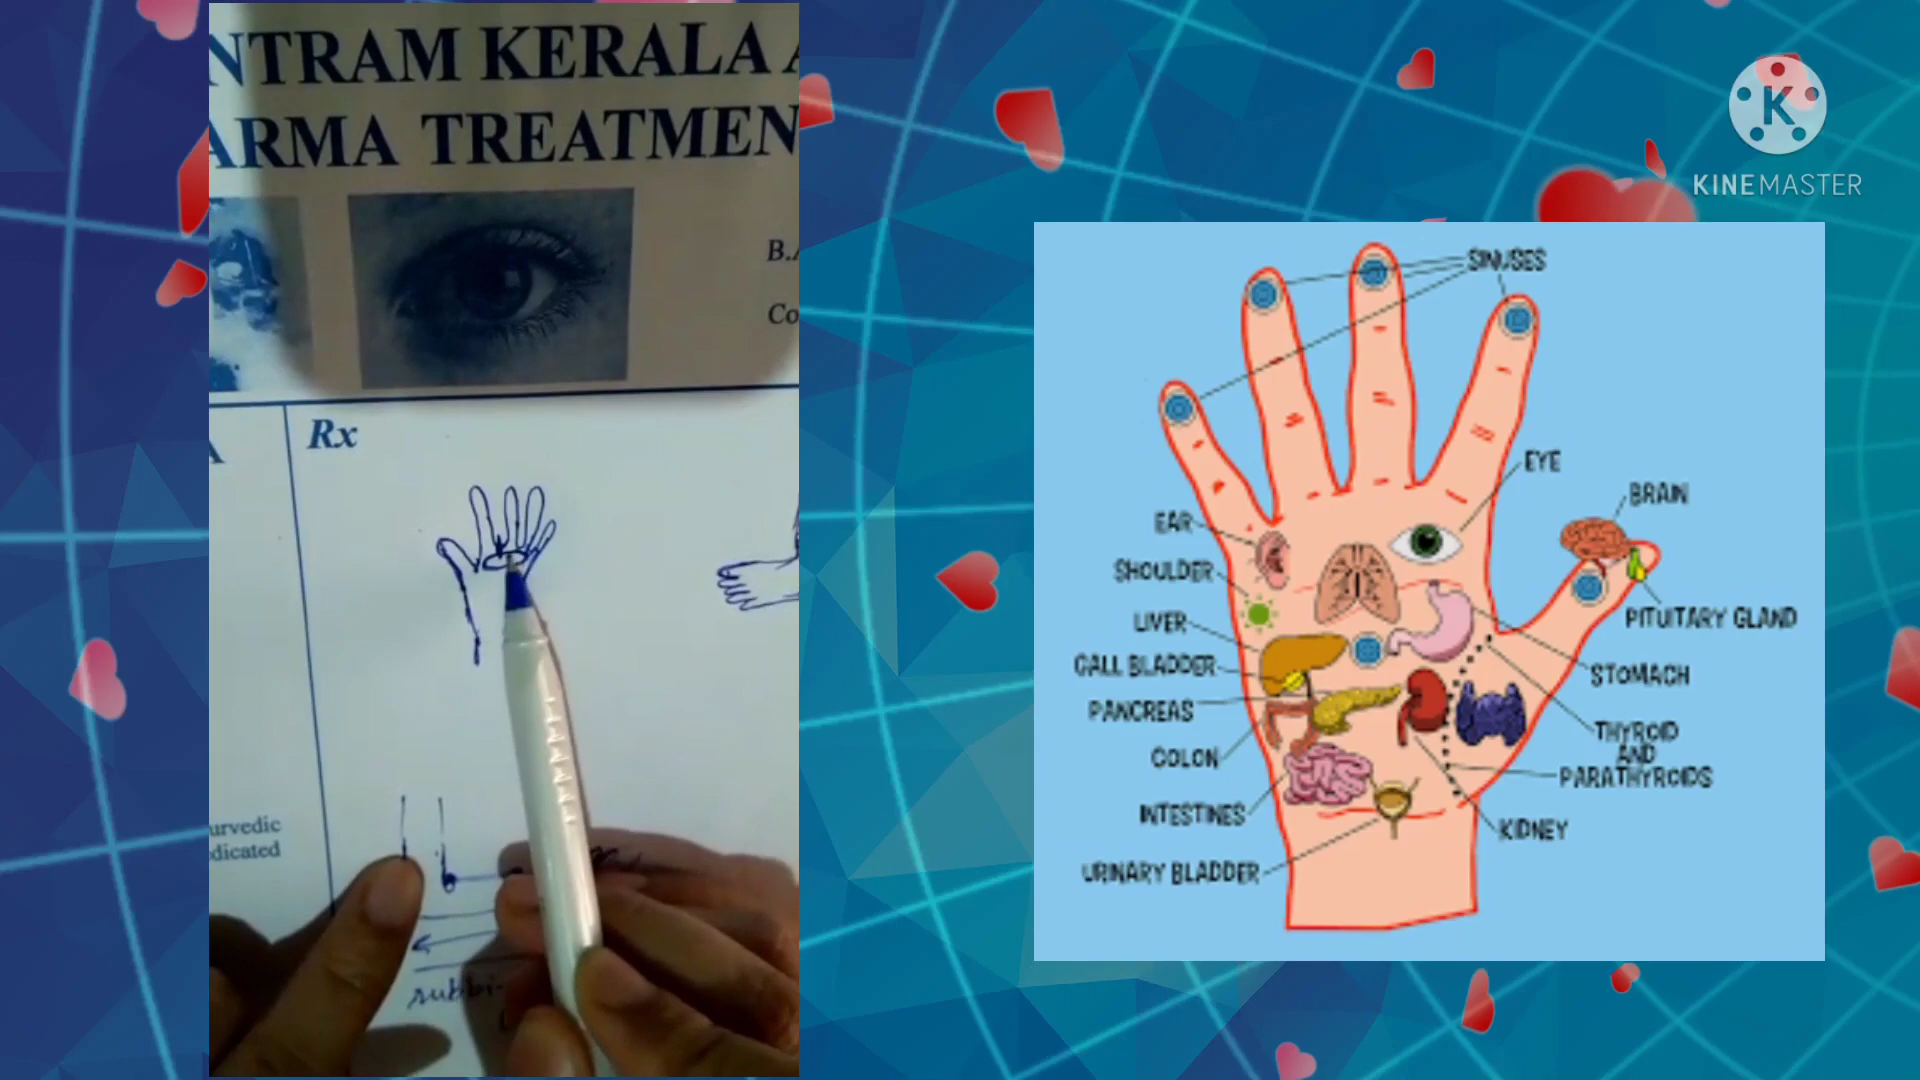 NTRAM KERALA A
ARMA TREATMEN
B.A
Co
Rx
A
urvedic
dicated
rubbi
KINEMASTER
SINUSES
EYE
BRAIN
EAR
SHOULDER
PITUITARY GLAND
LIVER
GALL BLADDER
STOMACH
PANCREAS
THYROID
AND
PARATHYROIDS
COLON
INTESTINES
KIDNEY
URINARY BLADDER